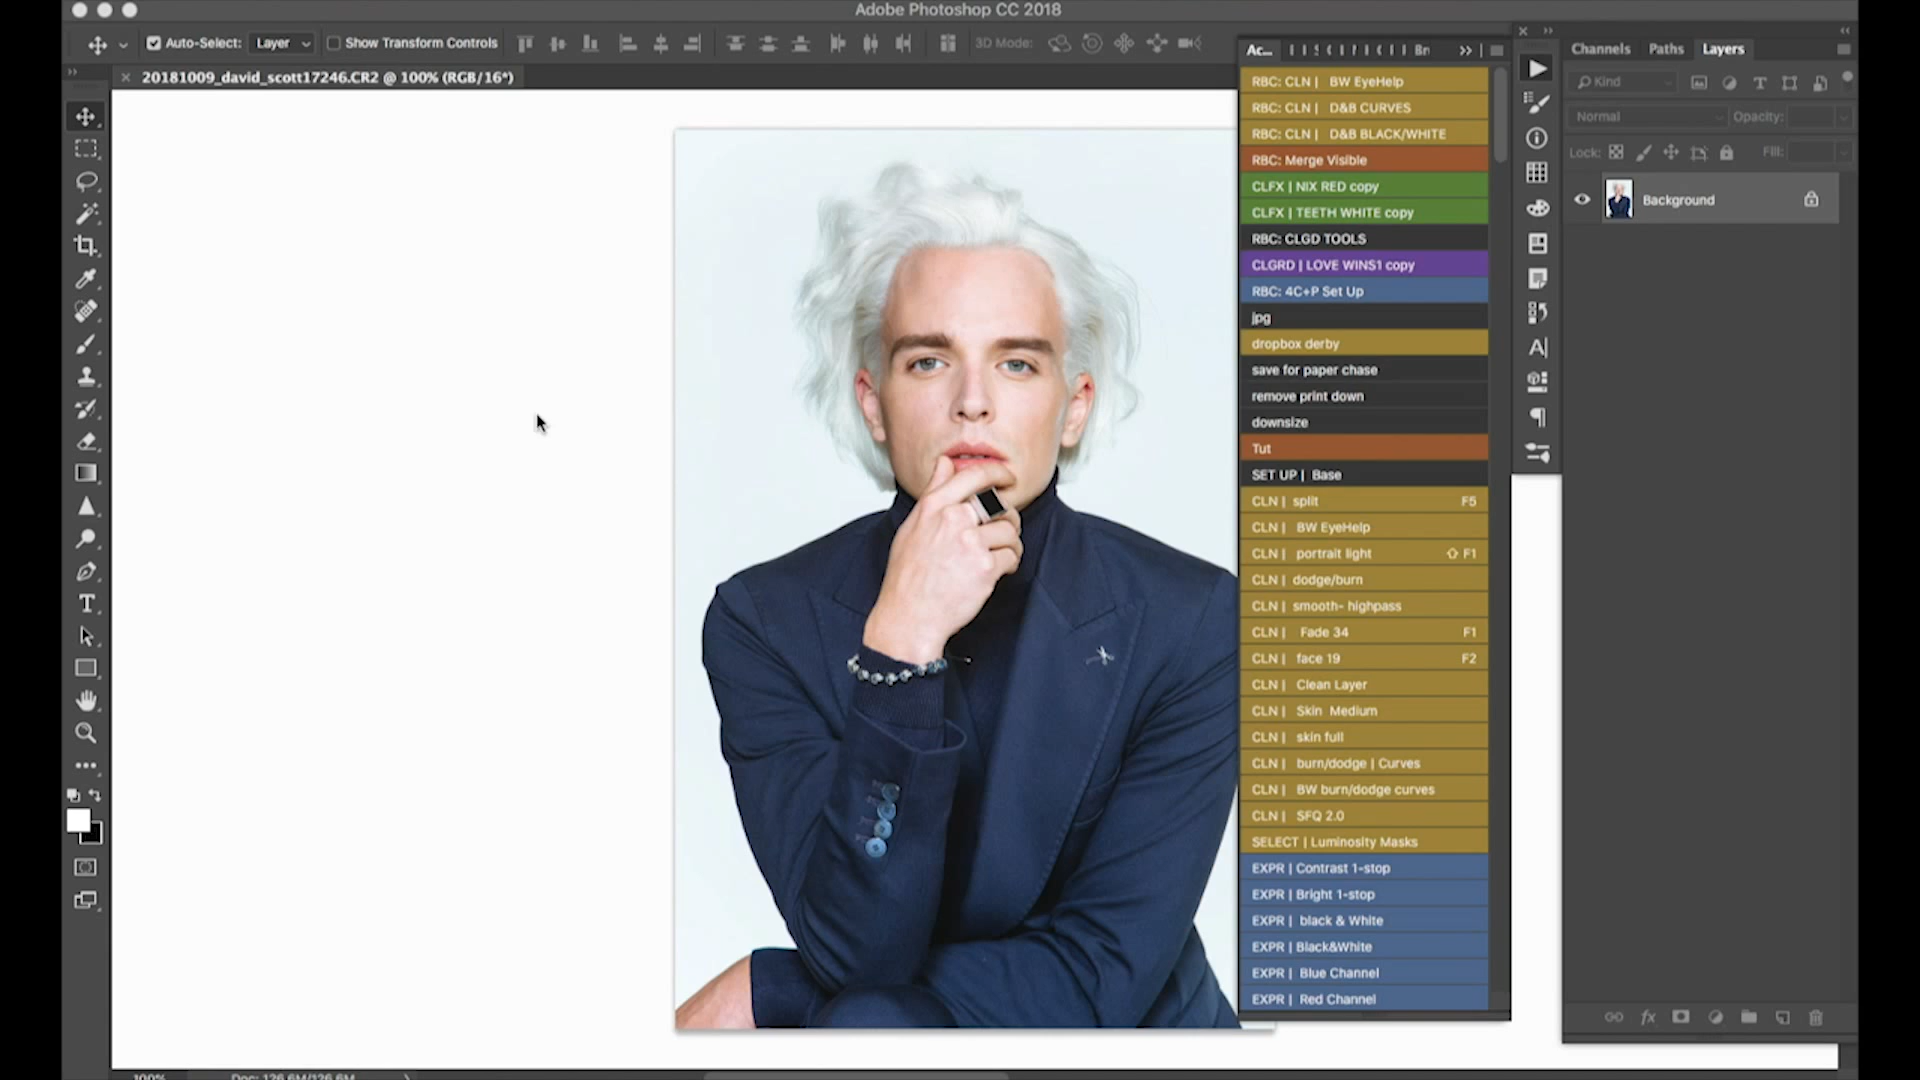 Adobe Photoshop CC 2018
Auto-Select: Layer Show Transform Controls 3D Mode:
20181009_david_scott17246.CR2 @ 100% (RGB/16*)
Ac... Br
RBC: CLN | BW EyeHelp
RBC: CLN | D&B CURVES
RBC: CLN | D&B BLACK/WHITE
RBC: Merge Visible
CLFX | NIX RED copy
CLFX | TEETH WHITE copy
RBC: CLGD TOOLS
CLGRD | LOVE WINS1 copy
RBC: 4C+P Set Up
jpg
dropbox derby
save for paper chase
remove print down
downsize
Tut
SET UP | Base
CLN | split F5
CLN | BW EyeHelp
CLN | portrait light ⇧ F1
CLN | dodge/burn
CLN | smooth- highpass
CLN | Fade 34 F1
CLN | face 19 F2
CLN | Clean Layer
CLN | Skin Medium
CLN | skin full
CLN | burn/dodge | Curves
CLN | BW burn/dodge curves
CLN | SFQ 2.0
SELECT | Luminosity Masks
EXPR | Contrast 1-stop
EXPR | Bright 1-stop
EXPR | black & White
EXPR | Black&White
EXPR | Blue Channel
EXPR | Red Channel
Channels Paths Layers
Kind
Normal Opacity:
Lock: Fill:
Background
100% Doc: 126.6M/126.6M